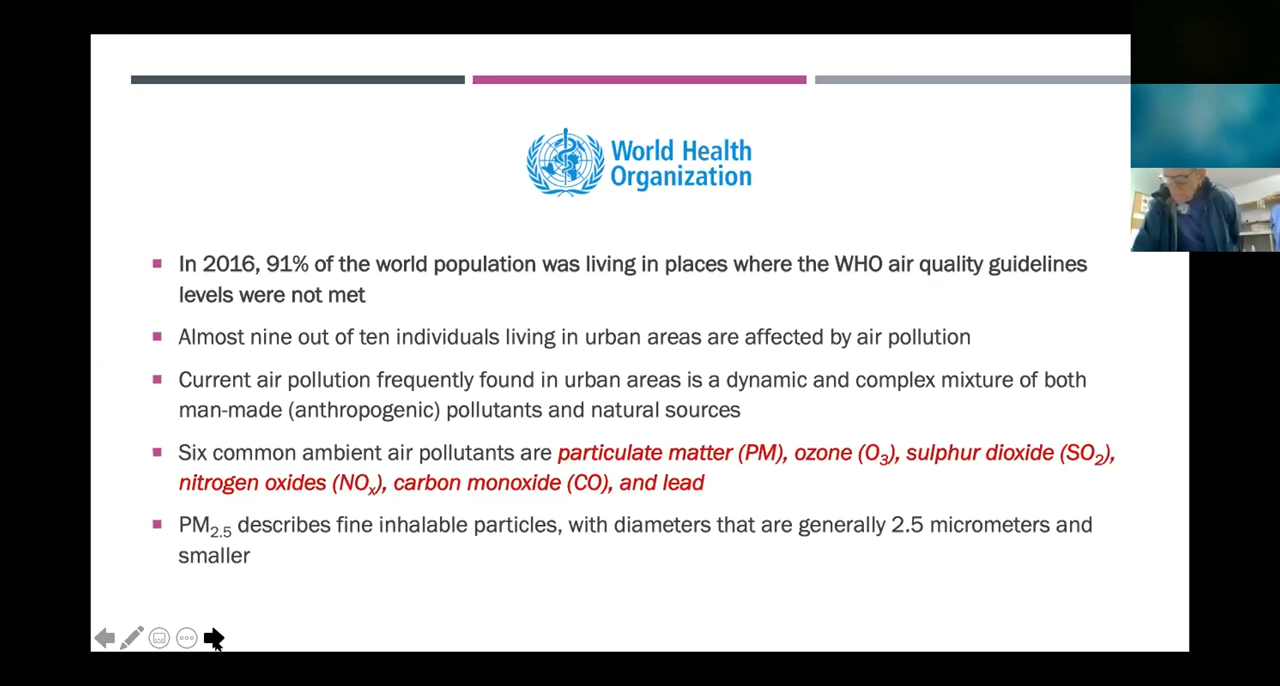 World Health
Organization
In 2016, 91% of the world population was living in places where the WHO air quality guidelines
levels were not met
Almost nine out of ten individuals living in urban areas are affected by air pollution
Current air pollution frequently found in urban areas is a dynamic and complex mixture of both
man-made (anthropogenic) pollutants and natural sources
Six common ambient air pollutants are particulate matter (PM), ozone (O₃), sulphur dioxide (SO₂),
nitrogen oxides (NOₓ), carbon monoxide (CO), and lead
PM₂.₅ describes fine inhalable particles, with diameters that are generally 2.5 micrometers and
smaller